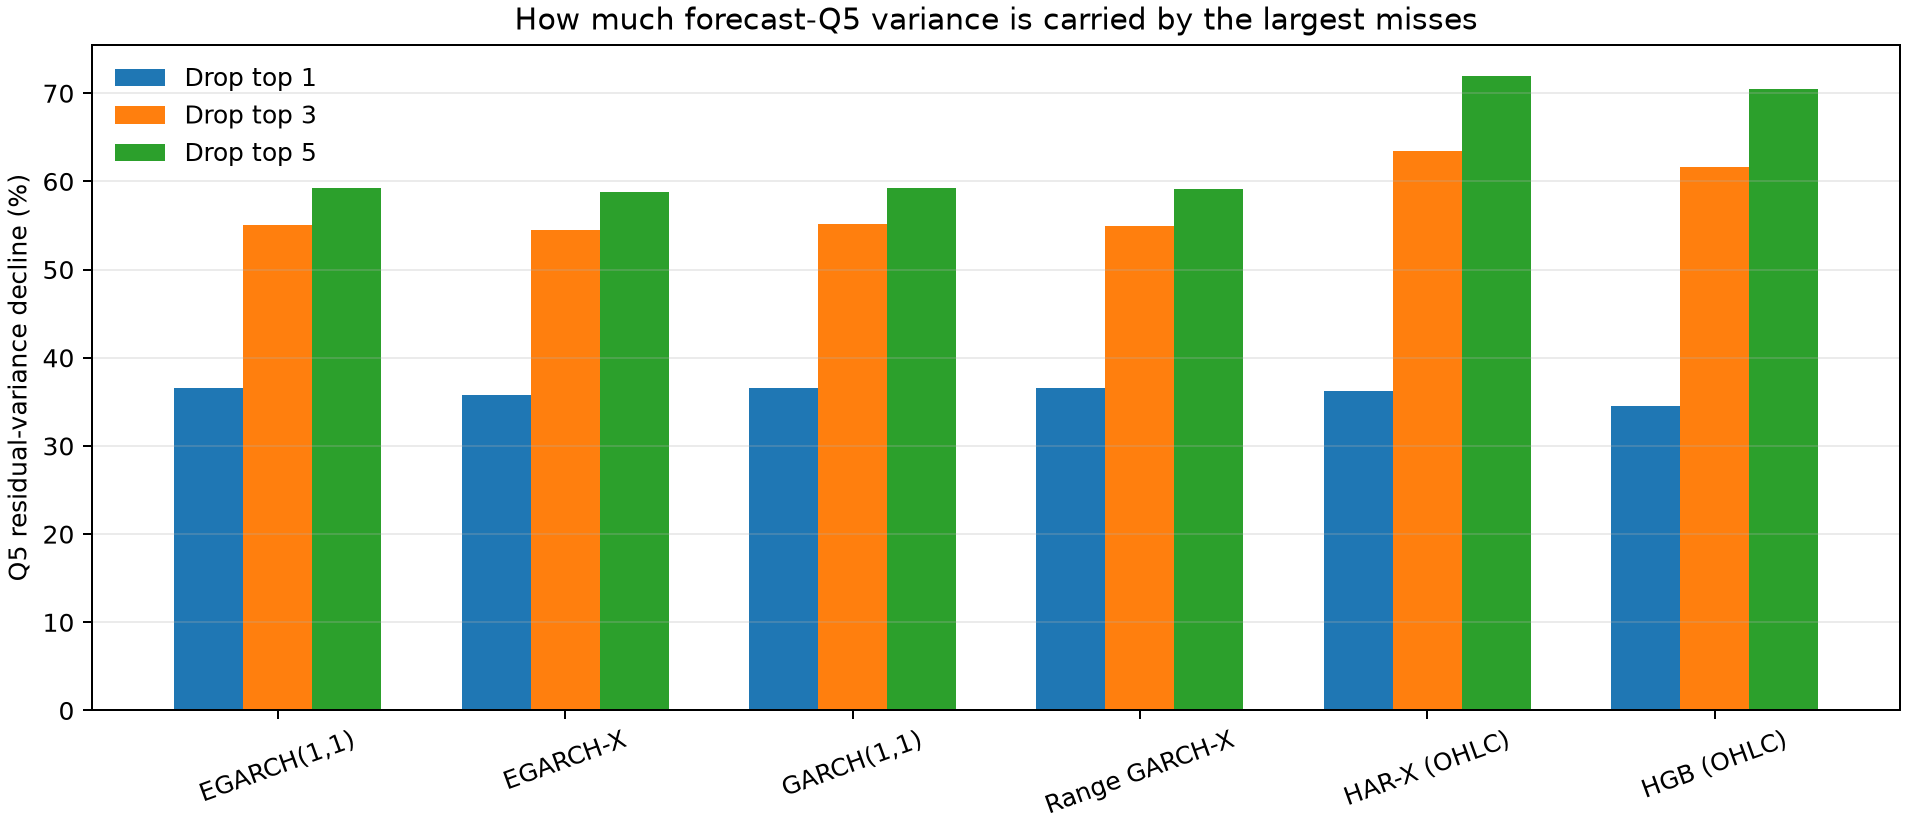 How much forecast-Q5 variance is carried by the largest misses
Drop top 1
Drop top 3
Drop top 5
Q5 residual-variance decline (%)
70
60
50
40
30
20
10
0
EGARCH(1,1)
EGARCH-X
GARCH(1,1)
Range GARCH-X
HAR-X (OHLC)
HGB (OHLC)